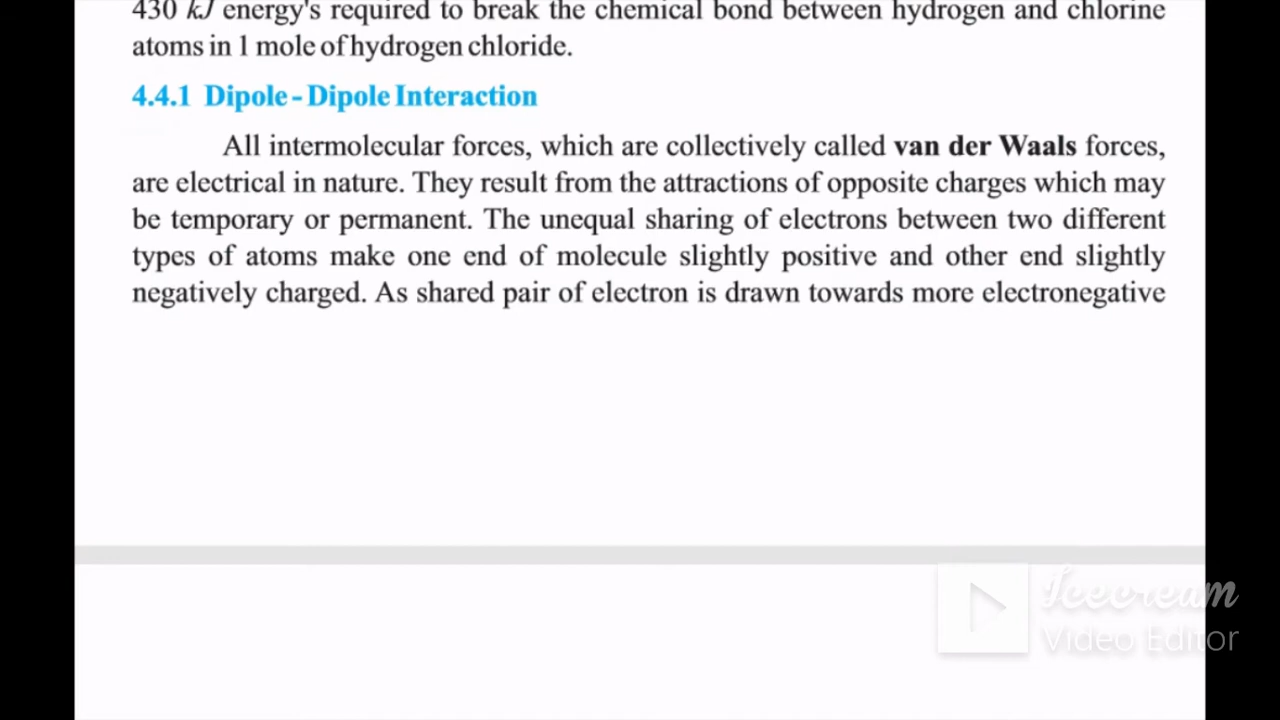 430 kJ energy's required to break the chemical bond between hydrogen and chlorine
atoms in 1 mole of hydrogen chloride.
4.4.1 Dipole - Dipole Interaction
All intermolecular forces, which are collectively called van der Waals forces,
are electrical in nature. They result from the attractions of opposite charges which may
be temporary or permanent. The unequal sharing of electrons between two different
types of atoms make one end of molecule slightly positive and other end slightly
negatively charged. As shared pair of electron is drawn towards more electronegative
Icecream
Video Editor